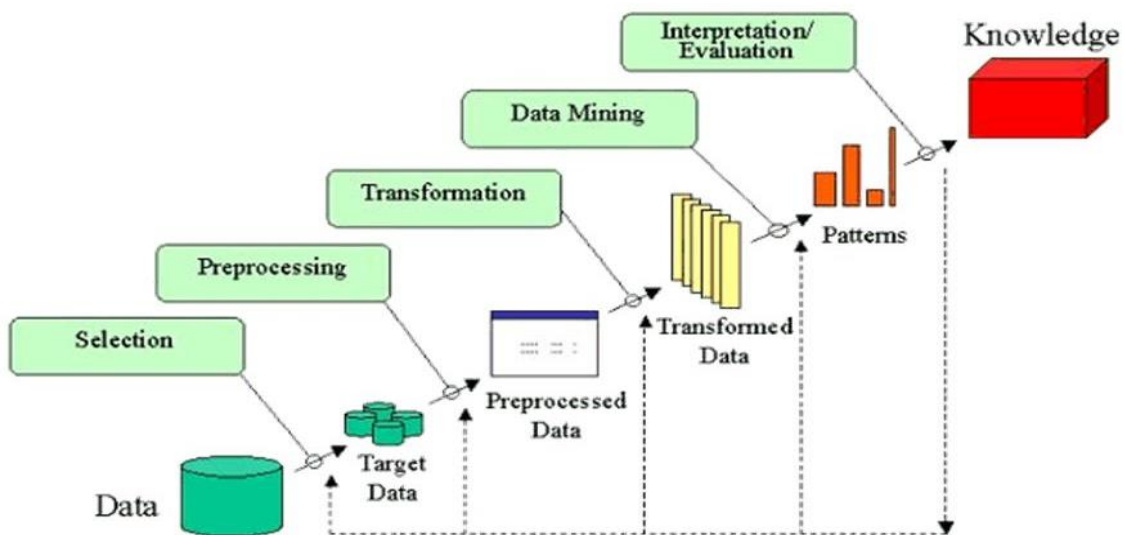 Interpretation/
Evaluation
Knowledge
Data Mining
Transformation
Patterns
Preprocessing
Transformed
Data
Selection
Preprocessed
Data
Target
Data
Data